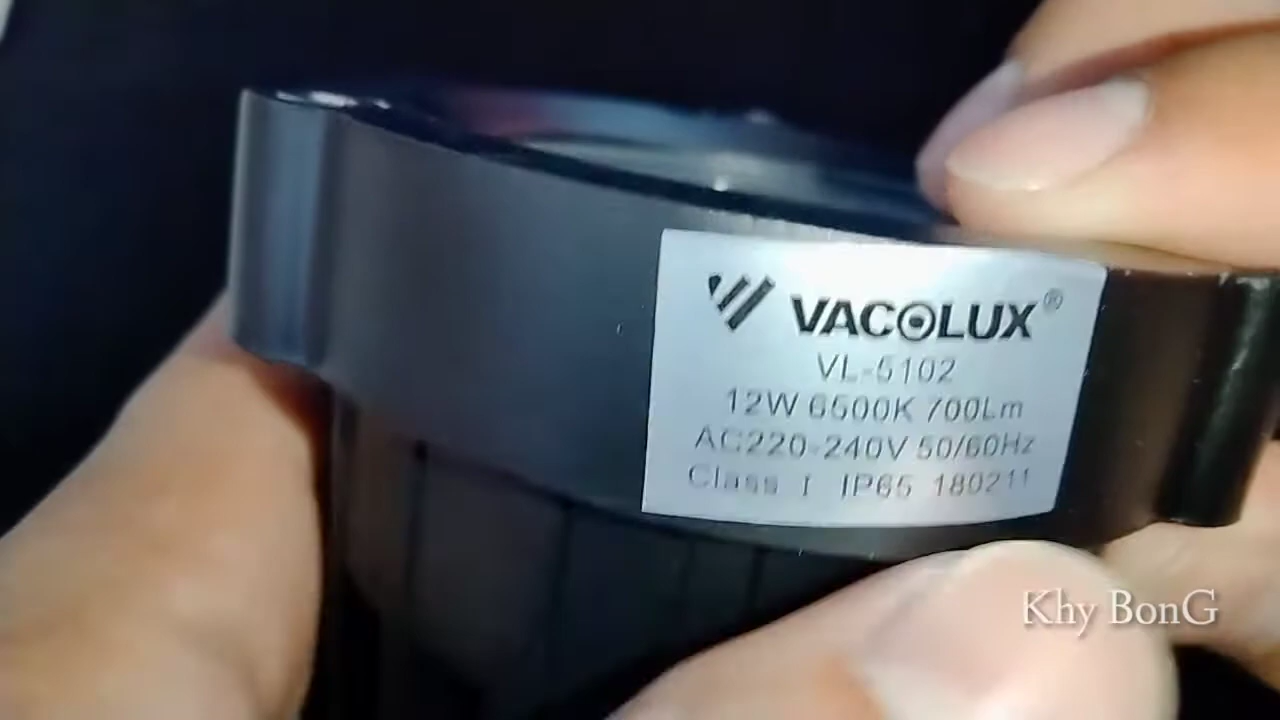 VACOLUX®
VL-5102
12W 6500K 700Lm
AC220-240V 50/60Hz
Class I IP65 180211
Khy BonG